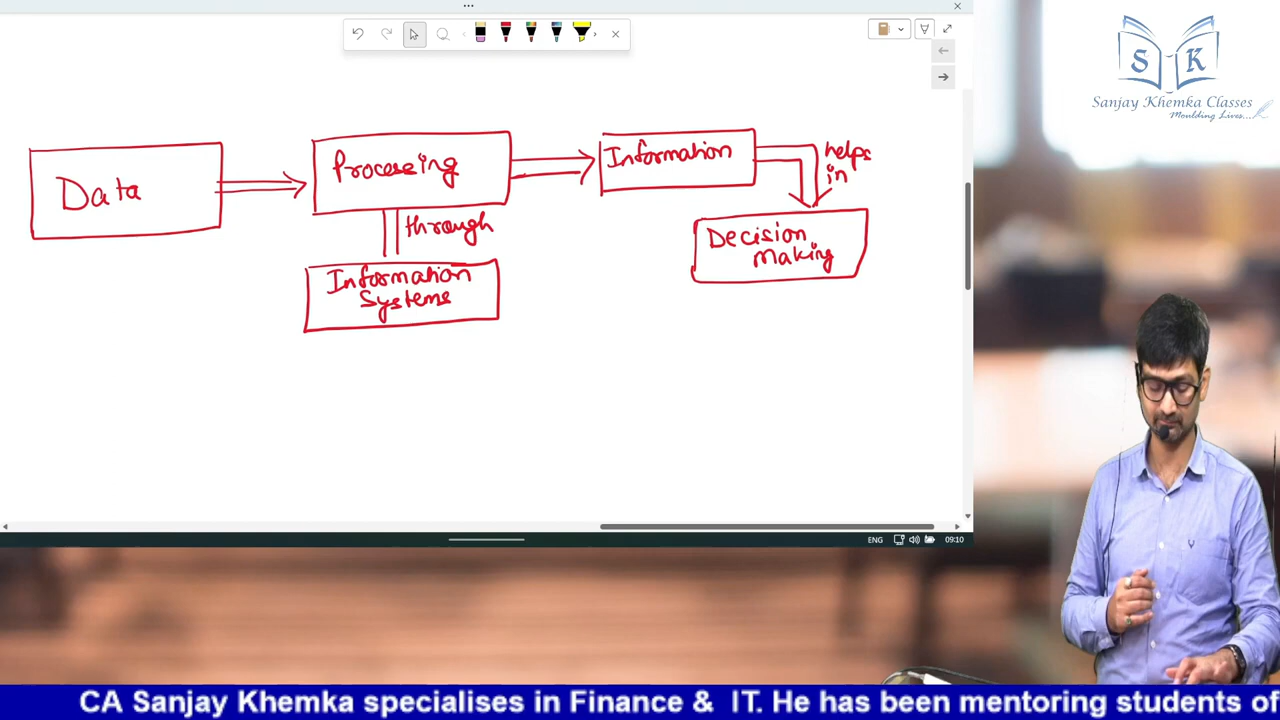 S K
Sanjay Khemka Classes
Moulding Lives...
Data
Processing
Information
helps
in
through
Decision
Making
Information
Systems
ENG
09:10
CA Sanjay Khemka specialises in Finance & IT. He has been mentoring students of